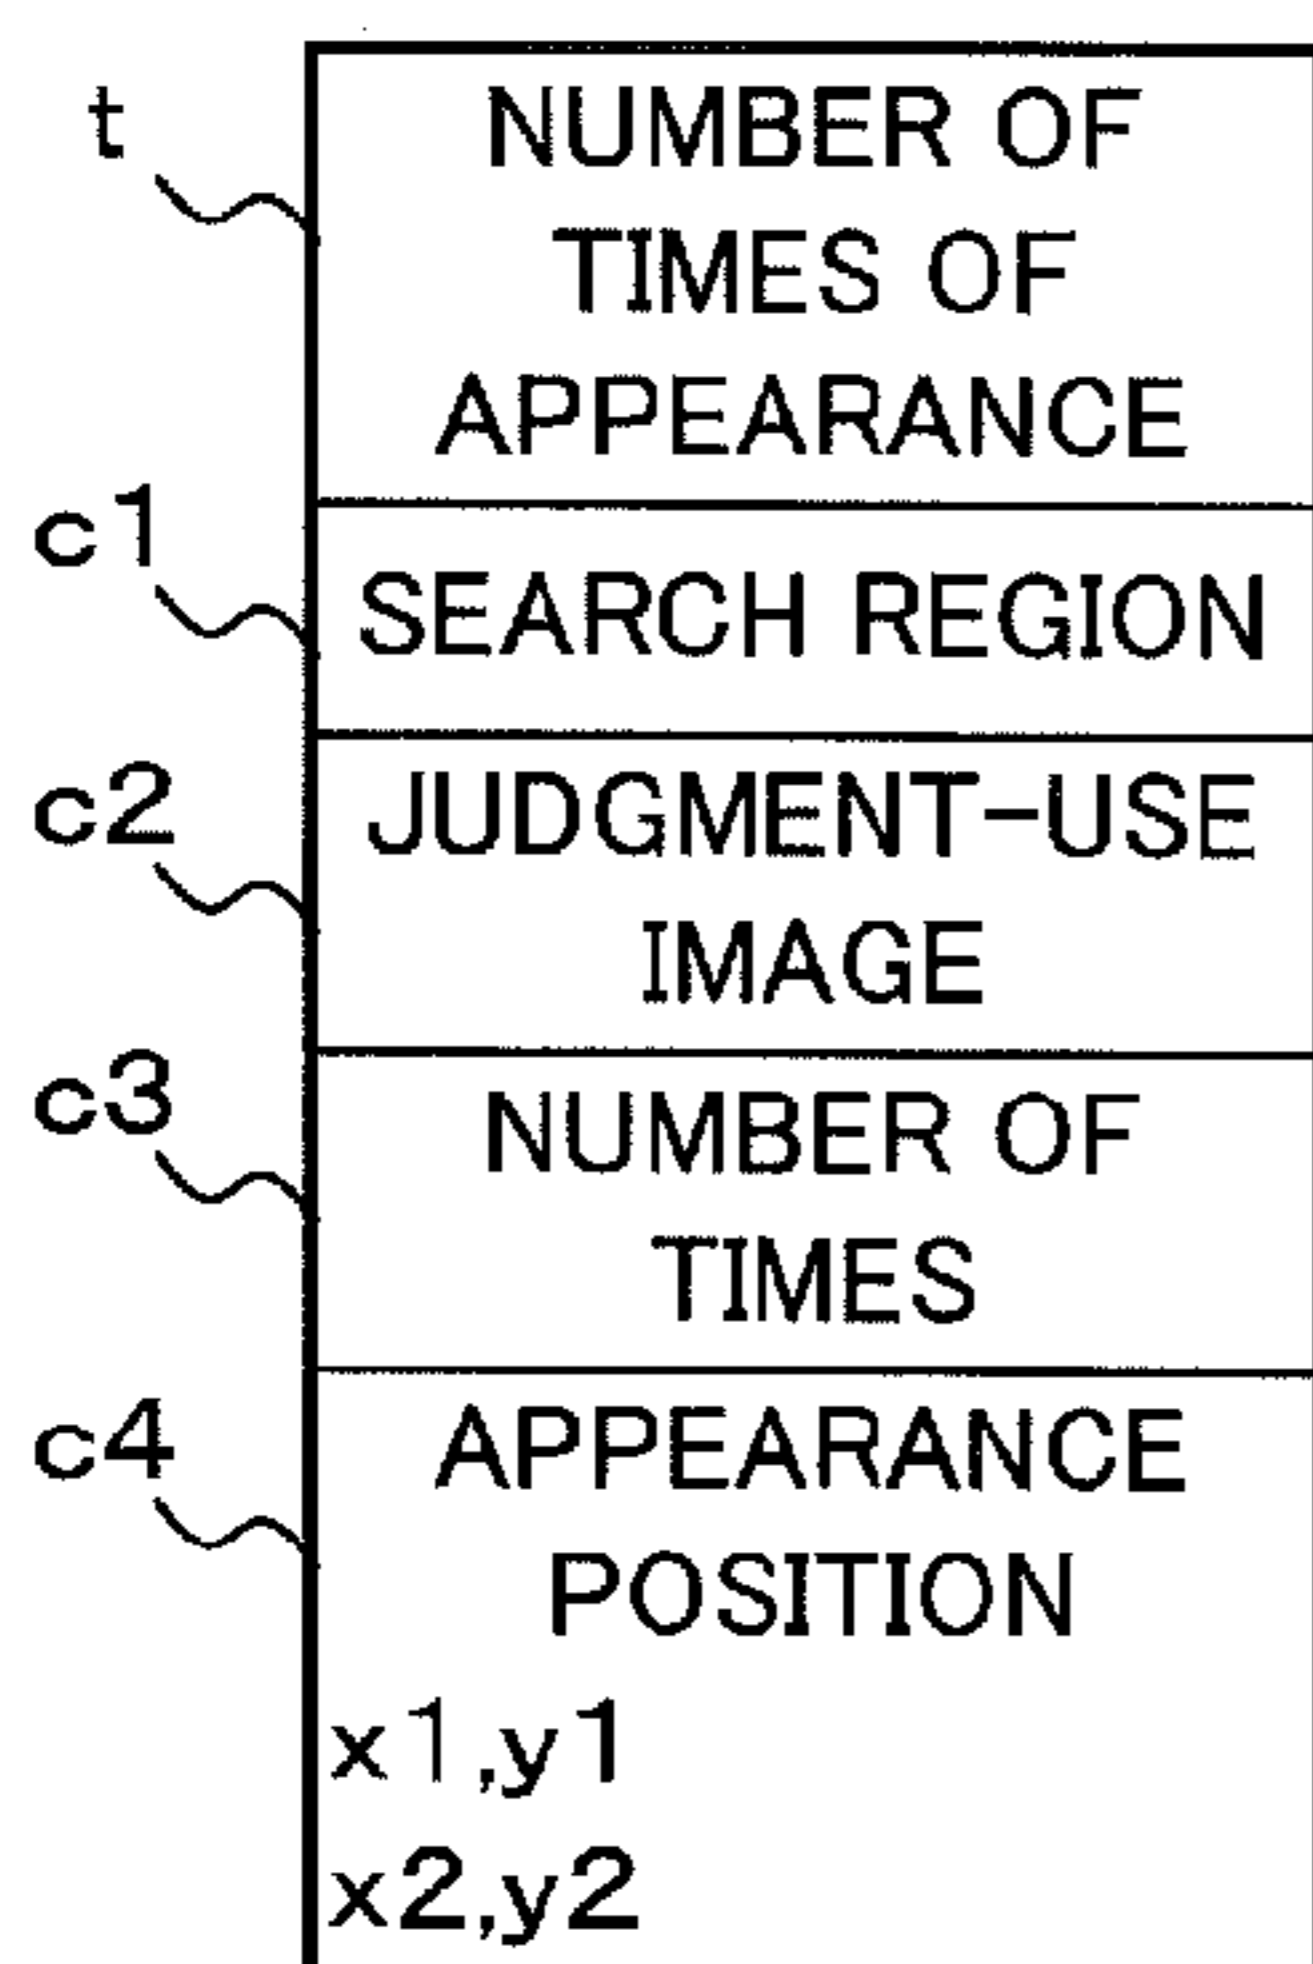 t
NUMBER OF
TIMES OF
APPEARANCE
c1
SEARCH REGION
c2
JUDGMENT-USE
IMAGE
c3
NUMBER OF
TIMES
c4
APPEARANCE
POSITION
x1,y1
x2,y2